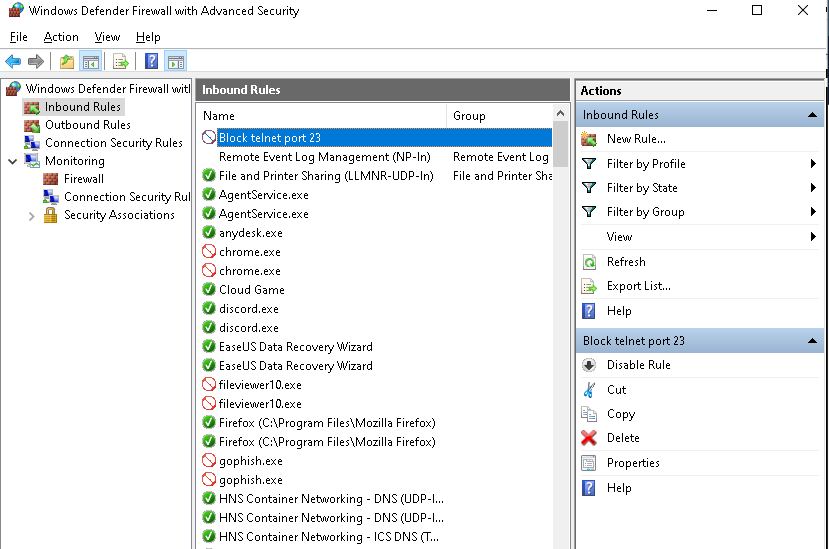 Windows Defender Firewall with Advanced Security
File Action View Help
Windows Defender Firewall with
Inbound Rules
Outbound Rules
Connection Security Rules
Monitoring
Firewall
Connection Security Rul
Security Associations
Inbound Rules
Name Group
Block telnet port 23
Remote Event Log Management (NP-In) Remote Event Log
File and Printer Sharing (LLMNR-UDP-In) File and Printer Sha
AgentService.exe
AgentService.exe
anydesk.exe
chrome.exe
chrome.exe
Cloud Game
discord.exe
discord.exe
EaseUS Data Recovery Wizard
EaseUS Data Recovery Wizard
fileviewer10.exe
fileviewer10.exe
Firefox (C:\Program Files\Mozilla Firefox)
Firefox (C:\Program Files\Mozilla Firefox)
gophish.exe
gophish.exe
HNS Container Networking - DNS (UDP-I...
HNS Container Networking - DNS (UDP-I...
HNS Container Networking - ICS DNS (T...
Actions
Inbound Rules
New Rule...
Filter by Profile
Filter by State
Filter by Group
View
Refresh
Export List...
Help
Block telnet port 23
Disable Rule
Cut
Copy
Delete
Properties
Help